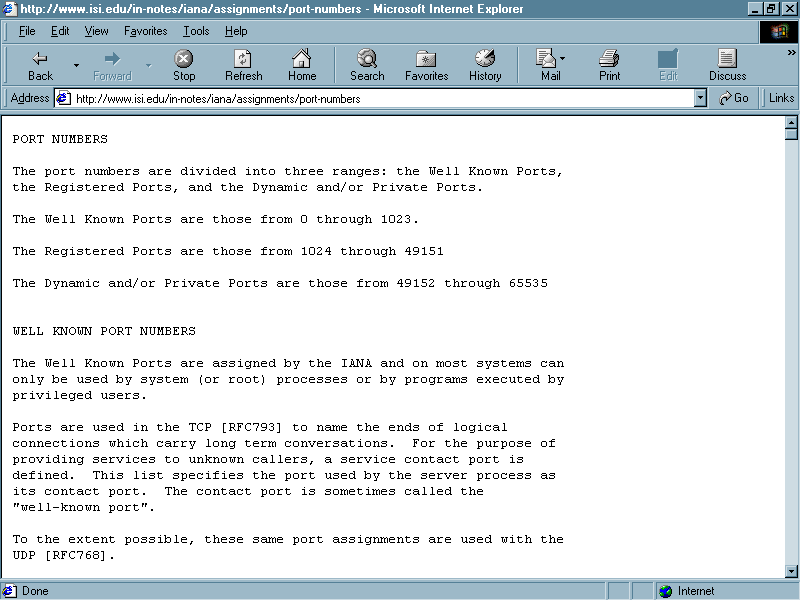 http://www.isi.edu/in-notes/iana/assignments/port-numbers - Microsoft Internet Explorer
File Edit View Favorites Tools Help
Back Forward Stop Refresh Home Search Favorites History Mail Print Edit Discuss »
Address http://www.isi.edu/in-notes/iana/assignments/port-numbers Go Links
PORT NUMBERS
The port numbers are divided into three ranges: the Well Known Ports,
the Registered Ports, and the Dynamic and/or Private Ports.
The Well Known Ports are those from 0 through 1023.
The Registered Ports are those from 1024 through 49151
The Dynamic and/or Private Ports are those from 49152 through 65535
WELL KNOWN PORT NUMBERS
The Well Known Ports are assigned by the IANA and on most systems can
only be used by system (or root) processes or by programs executed by
privileged users.
Ports are used in the TCP [RFC793] to name the ends of logical
connections which carry long term conversations.  For the purpose of
providing services to unknown callers, a service contact port is
defined.  This list specifies the port used by the server process as
its contact port.  The contact port is sometimes called the
"well-known port".
To the extent possible, these same port assignments are used with the
UDP [RFC768].
Done Internet